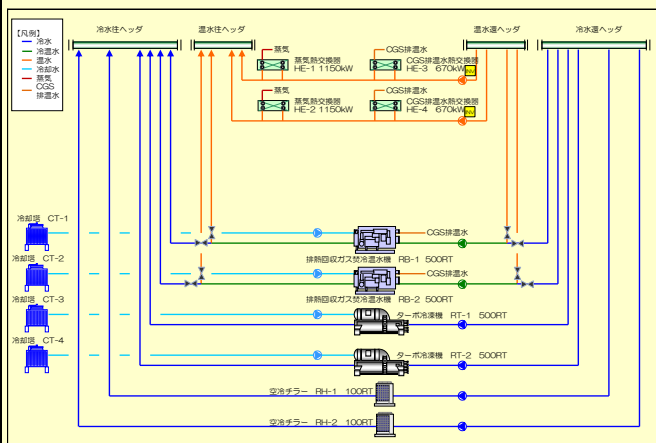 冷水往ヘッダ
温水往ヘッダ
温水還ヘッダ
冷水還ヘッダ
【凡例】
冷水
冷温水
温水
冷却水
蒸気
CGS
排温水
蒸気
蒸気熱交換器
HE-1 1150kW
CGS排温水
CGS排温水熱交換器
HE-3 670kW
INV
蒸気
蒸気熱交換器
HE-2 1150kW
CGS排温水
CGS排温水熱交換器
HE-4 670kW
INV
冷却塔 CT-1
CGS排温水
排熱回収ガス焚冷温水機 RB-1 500RT
冷却塔 CT-2
CGS排温水
排熱回収ガス焚冷温水機 RB-2 500RT
冷却塔 CT-3
ターボ冷凍機 RT-1 500RT
冷却塔 CT-4
ターボ冷凍機 RT-2 500RT
空冷チラー RH-1 100RT
空冷チラー RH-2 100RT